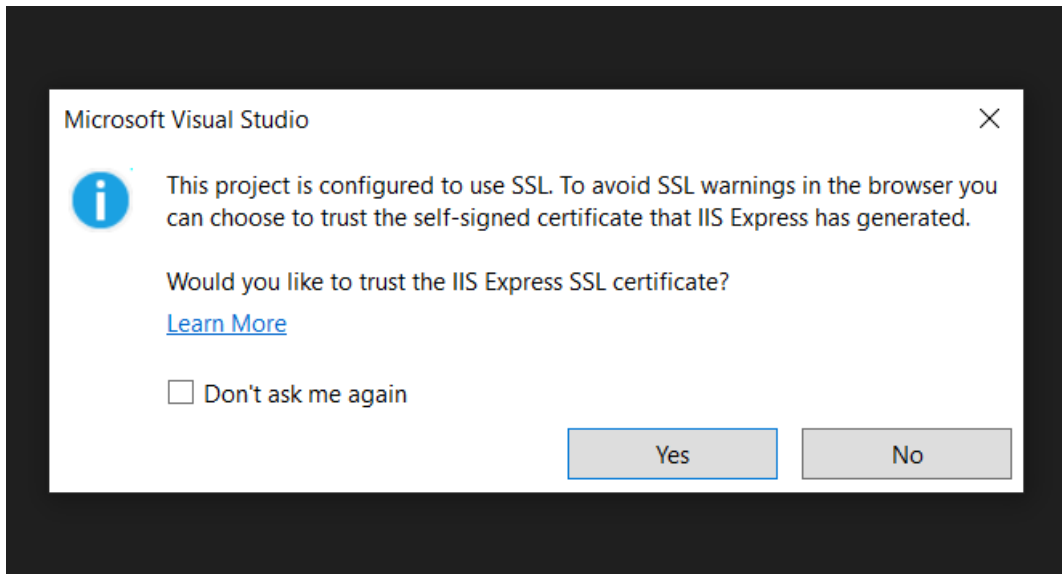 Microsoft Visual Studio
This project is configured to use SSL. To avoid SSL warnings in the browser you
can choose to trust the self-signed certificate that IIS Express has generated.
Would you like to trust the IIS Express SSL certificate?
Learn More
Don't ask me again
Yes No